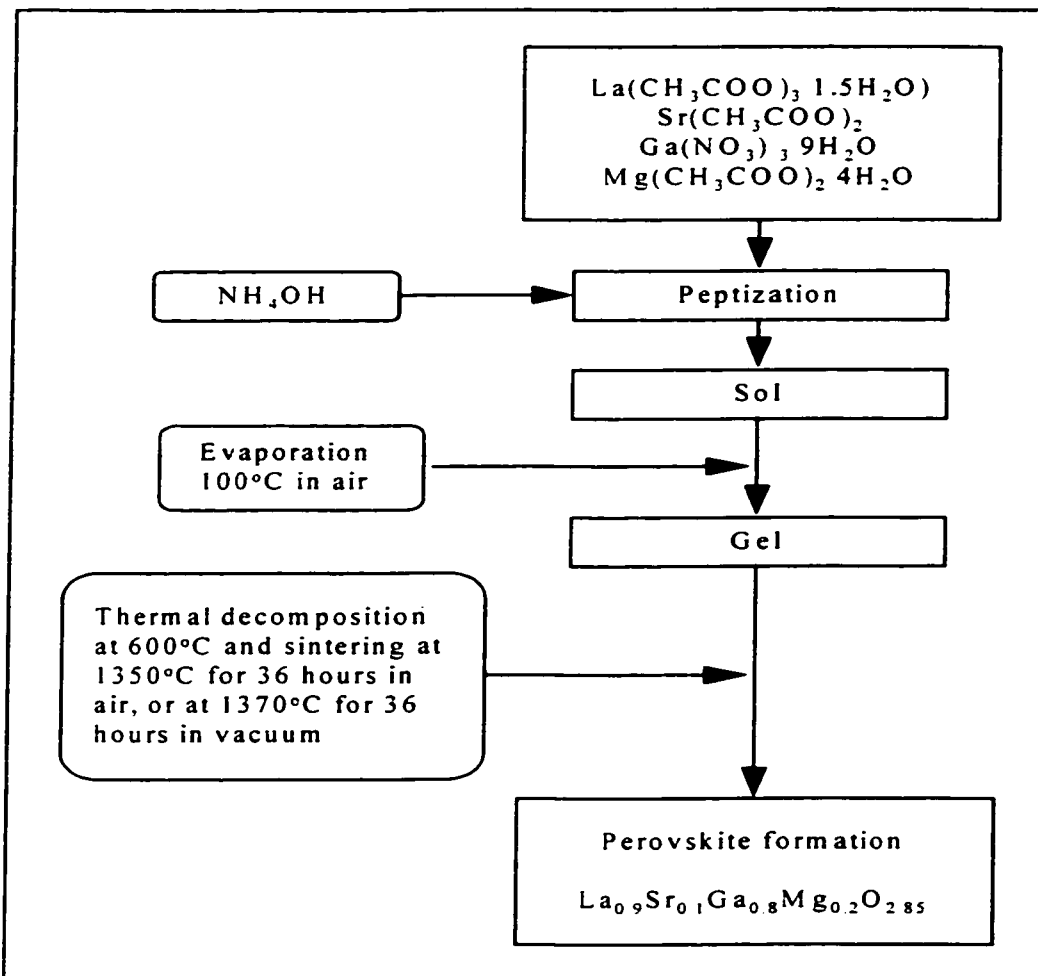 La(CH₃COO)₃ 1.5H₂O)
Sr(CH₃COO)₂
Ga(NO₃)₃ 9H₂O
Mg(CH₃COO)₂ 4H₂O
NH₄OH
Peptization
Sol
Evaporation
100°C in air
Gel
Thermal decomposition
at 600°C and sintering at
1350°C for 36 hours in
air, or at 1370°C for 36
hours in vacuum
Perovskite formation
La₀.₉Sr₀.₁Ga₀.₈Mg₀.₂O₂.₈₅